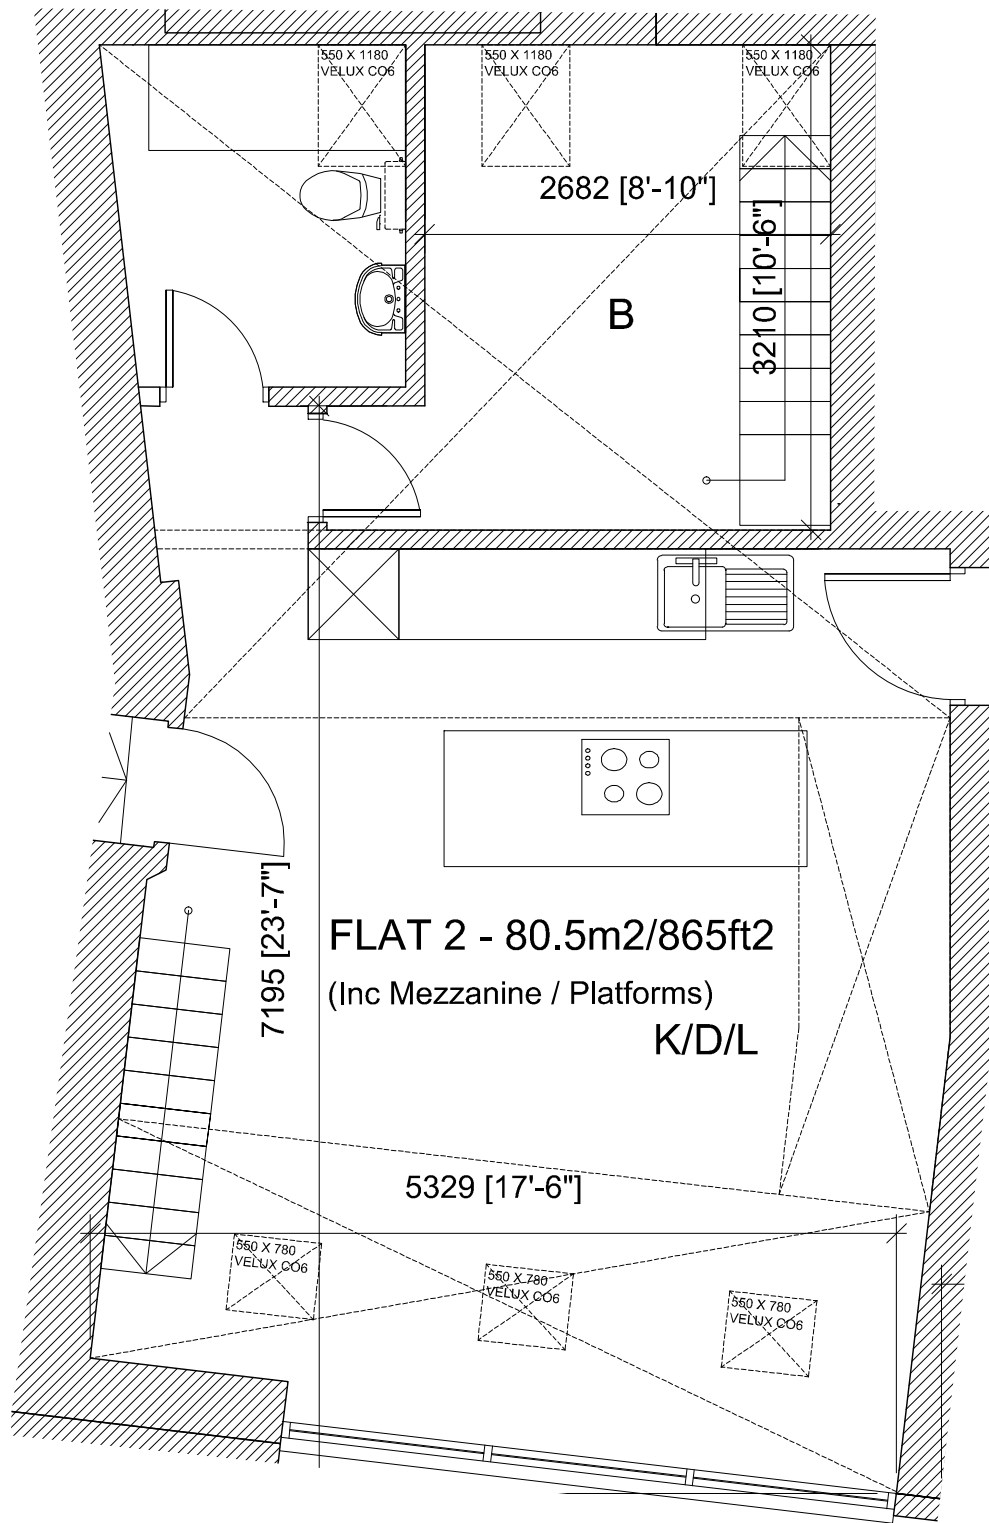 550 X 1180
VELUX CO6
550 X 1180
VELUX CO6
550 X 1180
VELUX CO6
2682 [8'-10"]
3210 [10'-6"]
B
7195 [23'-7"]
FLAT 2 - 80.5m2/865ft2
(Inc Mezzanine / Platforms)
K/D/L
5329 [17'-6"]
550 X 780
VELUX CO6
550 X 780
VELUX CO6
550 X 780
VELUX CO6